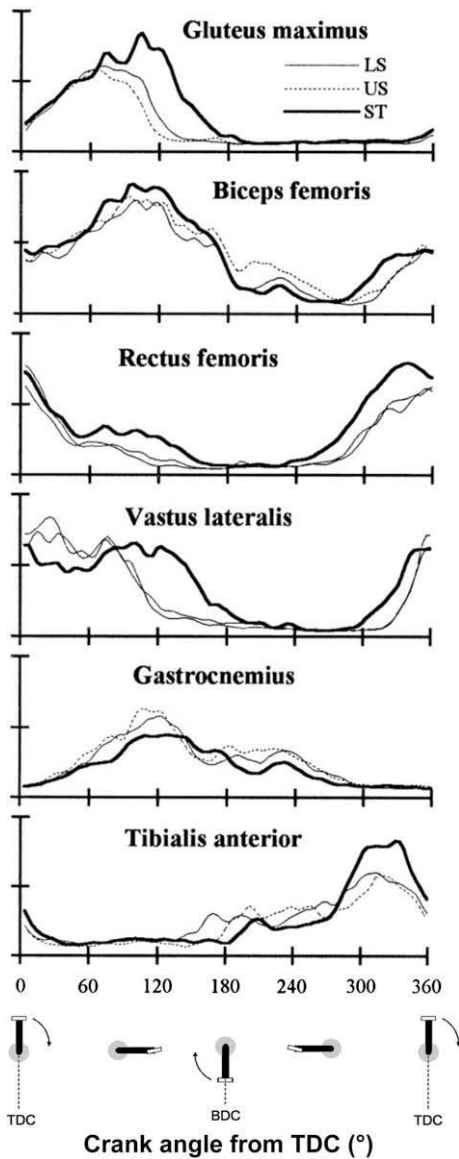 Gluteus maximus
LS
US
ST
Biceps femoris
Rectus femoris
Vastus lateralis
Gastrocnemius
Tibialis anterior
0 60 120 180 240 300 360
TDC BDC TDC
Crank angle from TDC (°)